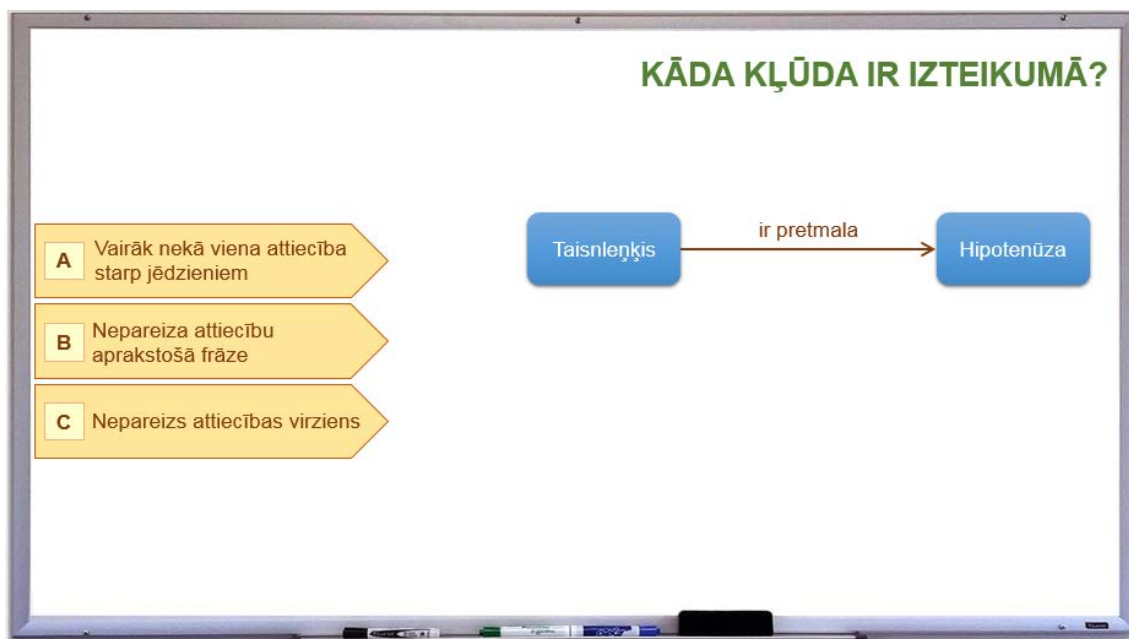 KĀDA KĻŪDA IR IZTEIKUMĀ?
A
Vairāk nekā viena attiecība
starp jēdzieniem
B
Nepareiza attiecību
aprakstošā frāze
C
Nepareizs attiecības virziens
Taisnleņķis
ir pretmala
Hipotenūza